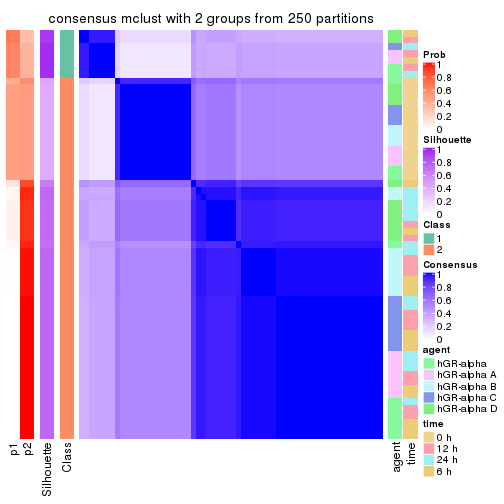 consensus mclust with 2 groups from 250 partitions
Prob
1
0.8
0.6
0.4
0.2
0
Silhouette
1
0.8
0.6
0.4
0.2
0
Class
1
2
Consensus
1
0.8
0.6
0.4
0.2
0
agent
hGR-alpha
hGR-alpha A
hGR-alpha B
hGR-alpha C
hGR-alpha D
time
0 h
12 h
24 h
6 h
p1
p2
Silhouette
Class
agent
time